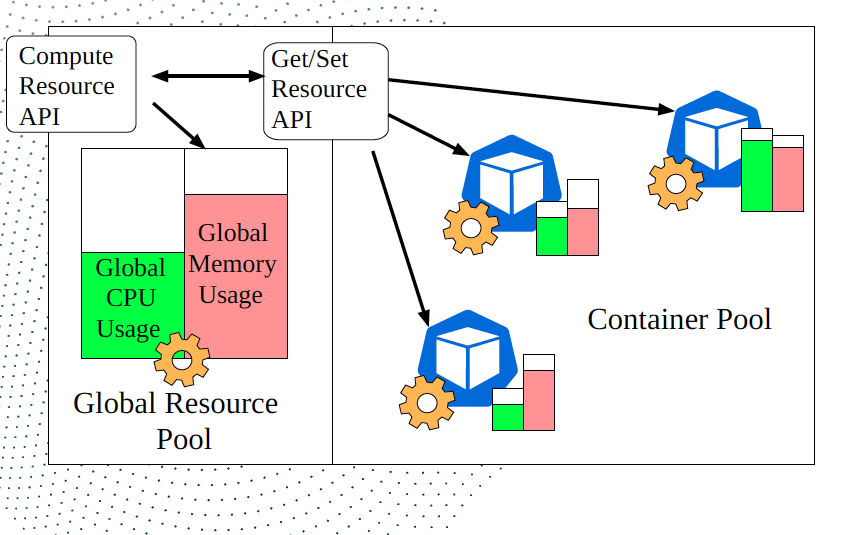 Compute
Resource
API
Get/Set
Resource
API
Global
CPU
Usage
Global
Memory
Usage
Global Resource
Pool
Container Pool